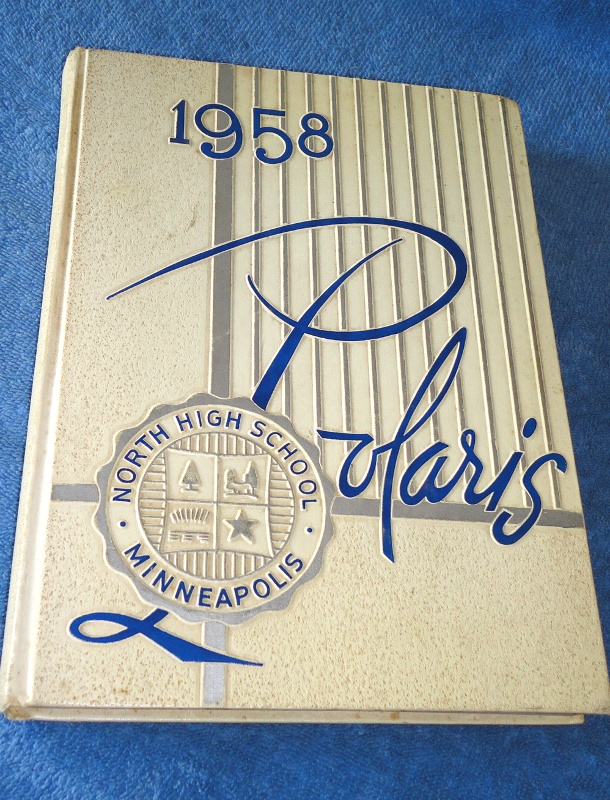 1958
Polaris
NORTH HIGH SCHOOL
• MINNEAPOLIS •